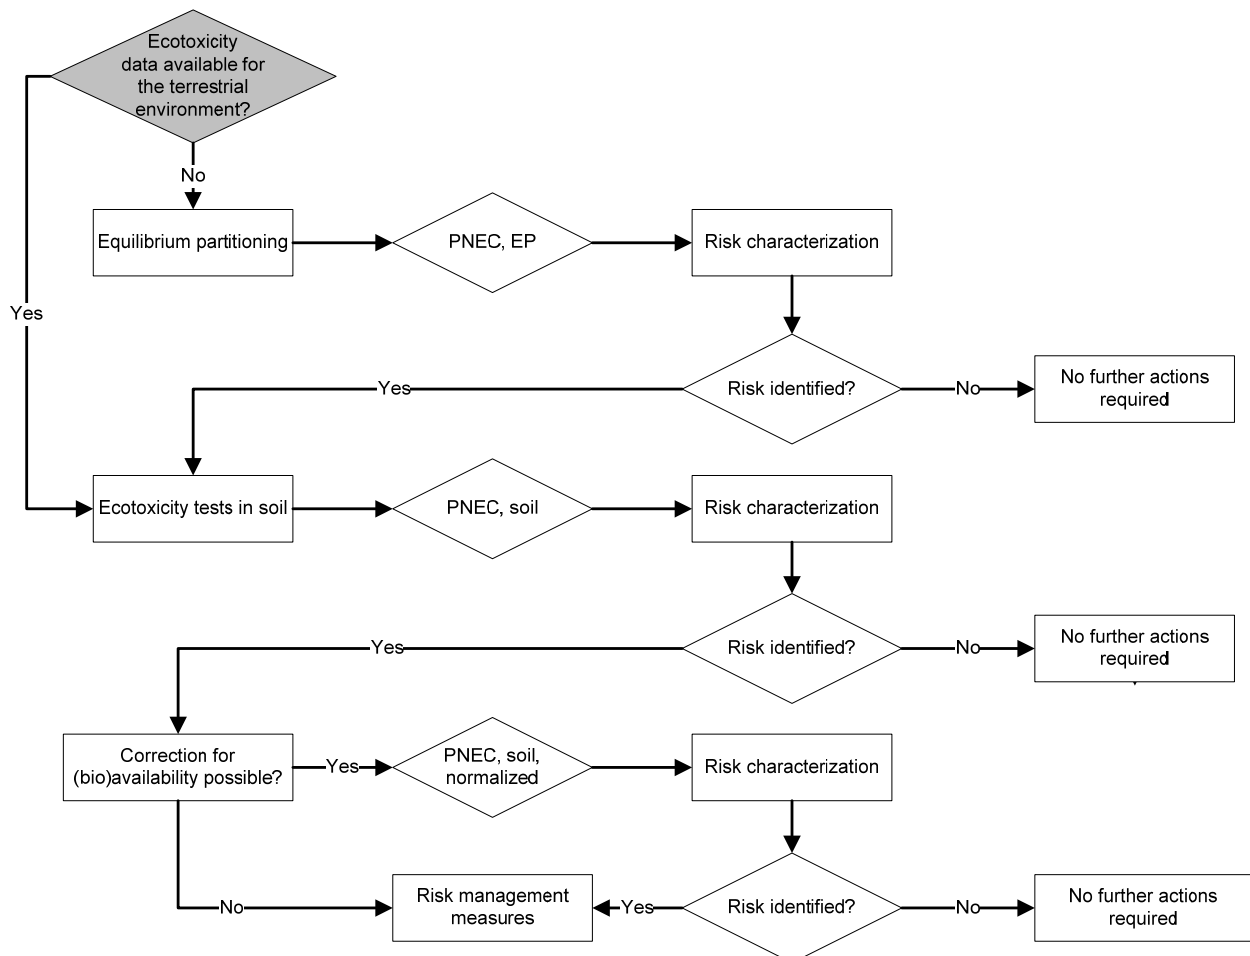 Ecotoxicity
data available for
the terrestrial
environment?
No
Equilibrium partitioning
PNEC, EP
Risk characterization
Yes
Yes
Risk identified?
No
No further actions
required
Ecotoxicity tests in soil
PNEC, soil
Risk characterization
Yes
Risk identified?
No
No further actions
required
Correction for
(bio)availability possible?
Yes
PNEC, soil,
normalized
Risk characterization
No
Risk management
measures
Yes
Risk identified?
No
No further actions
required